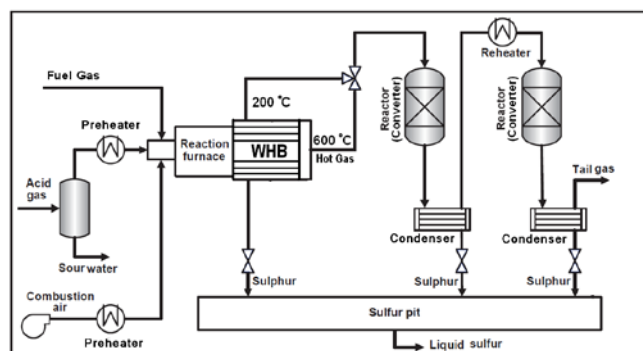 Fuel Gas
Preheater
Acid
gas
Sour water
Combustion
air
Preheater
Reaction
furnace
WHB
200 °C
600 °C
Hot Gas
Sulphur
Reactor
(Converter)
Condenser
Sulphur
Reheater
Reactor
(Converter)
Tail gas
Condenser
Sulphur
Sulfur pit
Liquid sulfur